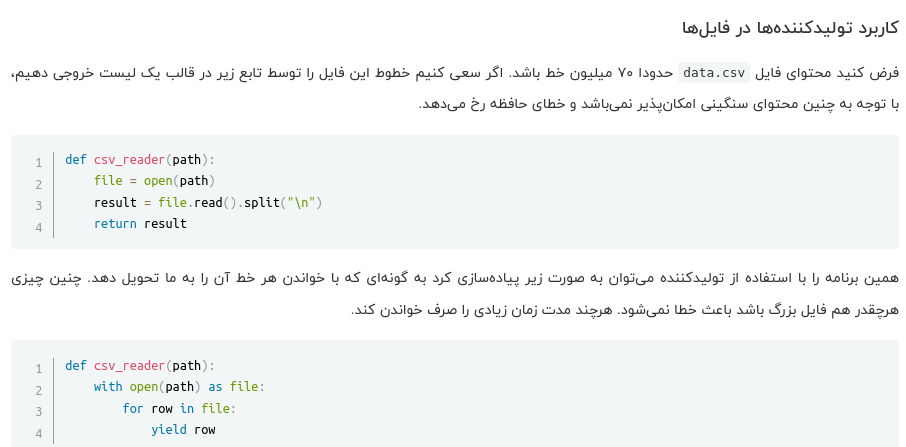 کاربرد تولیدکننده‌ها در فایل‌ها
فرض کنید محتوای فایل data.csv حدودا ۷۰ میلیون خط باشد. اگر سعی کنیم خطوط این فایل را توسط تابع زیر در قالب یک لیست خروجی دهیم،
با توجه به چنین محتوای سنگینی امکان‌پذیر نمی‌باشد و خطای حافظه رخ می‌دهد.
1 def csv_reader(path):
2     file = open(path)
3     result = file.read().split("\n")
4     return result
همین برنامه را با استفاده از تولیدکننده می‌توان به صورت زیر پیاده‌سازی کرد به گونه‌ای که با خواندن هر خط آن را به ما تحویل دهد. چنین چیزی
هرچقدر هم فایل بزرگ باشد باعث خطا نمی‌شود. هرچند مدت زمان زیادی را صرف خواندن کند.
1 def csv_reader(path):
2     with open(path) as file:
3         for row in file:
4             yield row